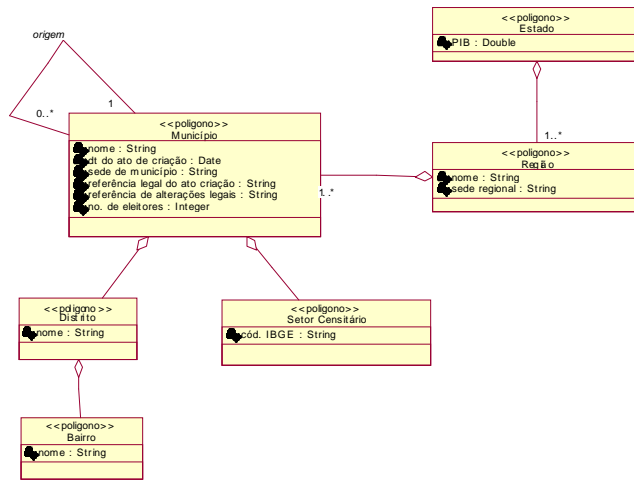 <<poligono>>
Estado
PIB : Double
1..*
<<poligono>>
Região
nome : String
sede regional : String
1..*
origem
0..*
1
<<poligono>>
Município
nome : String
dt do ato de criação : Date
sede de município : String
referência legal do ato criação : String
referência de alterações legais : String
no. de eleitores : Integer
<<poligono>>
Distrito
nome : String
<<poligono>>
Setor Censitário
cód. IBGE : String
<<poligono>>
Bairro
nome : String